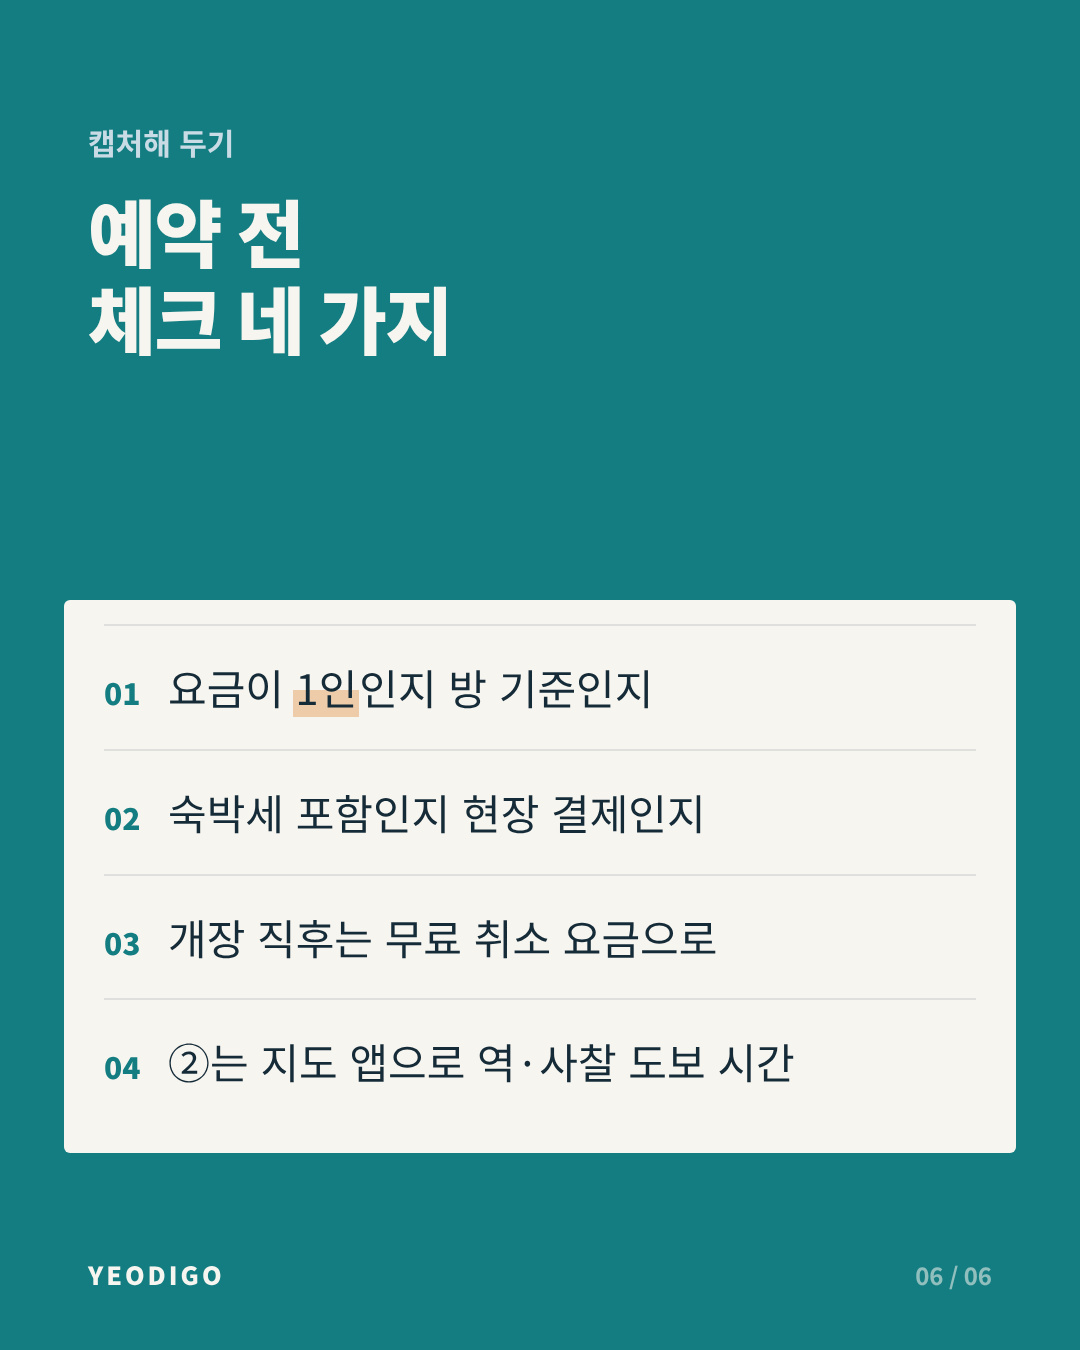 캡처해 두기
예약 전
체크 네 가지
01 요금이 1인인지 방 기준인지
02 숙박세 포함인지 현장 결제인지
03 개장 직후는 무료 취소 요금으로
04 ②는 지도 앱으로 역·사찰 도보 시간
YEODIGO
06 / 06